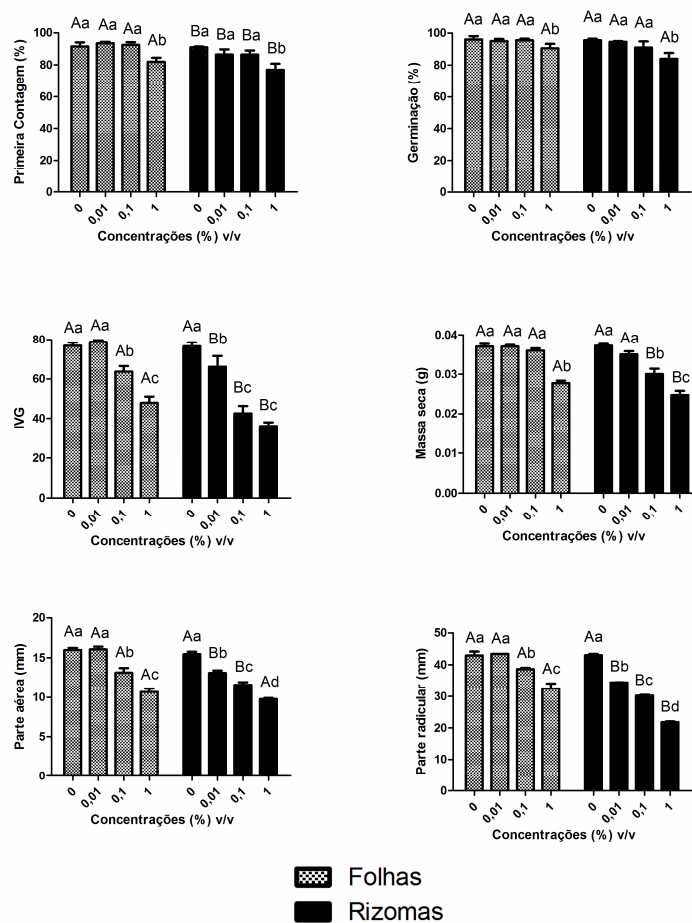 Primeira Contagem (%)
100
80
60
40
20
0
Aa Aa Aa Ab Ba Ba Ba Bb
0 0,01 0,1 1 0 0,01 0,1 1
Concentrações (%) v/v
Germinação (%)
100
80
60
40
20
0
Aa Aa Aa Ab Aa Aa Aa Ab
0 0,01 0,1 1 0 0,01 0,1 1
Concentrações (%) v/v
IVG
80
60
40
20
0
Aa Aa Ab Ac Aa Bb Bc Bc
0 0,01 0,1 1 0 0,01 0,1 1
Concentrações (%) v/v
Massa seca (g)
0.04
0.03
0.02
0.01
0.00
Aa Aa Aa Ab Aa Aa Bb Bc
0 0,01 0,1 1 0 0,01 0,1 1
Concentrações (%) v/v
Parte aérea (mm)
20
15
10
5
0
Aa Aa Ab Ac Aa Bb Bc Ad
0 0,01 0,1 1 0 0,01 0,1 1
Concentrações (%) v/v
Parte radicular (mm)
50
40
30
20
10
0
Aa Aa Ab Ac Aa Bb Bc Bd
0 0,01 0,1 1 0 0,01 0,1 1
Concentrações (%) v/v
Folhas
Rizomas